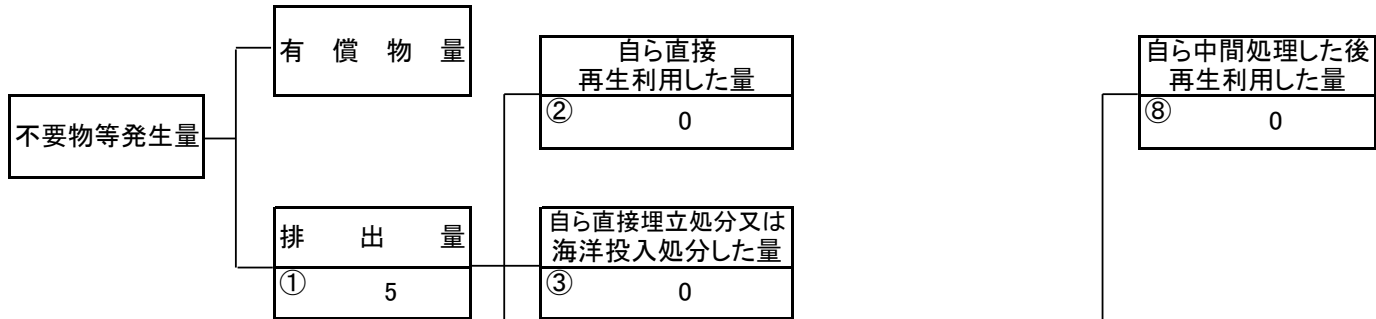 不要物等発生量
有償物量
排出量
① 5
自ら直接
再生利用した量
② 0
自ら直接埋立処分又は
海洋投入処分した量
③ 0
自ら中間処理した後
再生利用した量
⑧ 0